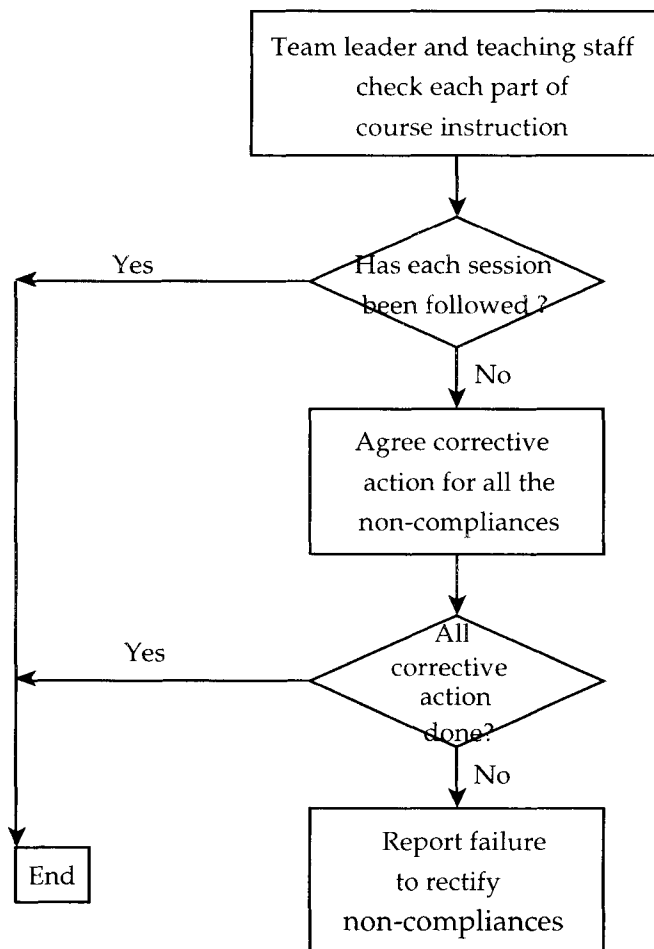 Team leader and teaching staff
check each part of
course instruction
Yes
Has each session
been followed ?
No
Agree corrective
action for all the
non-compliances
Yes
All
corrective
action
done?
No
Report failure
to rectify
non-compliances
End